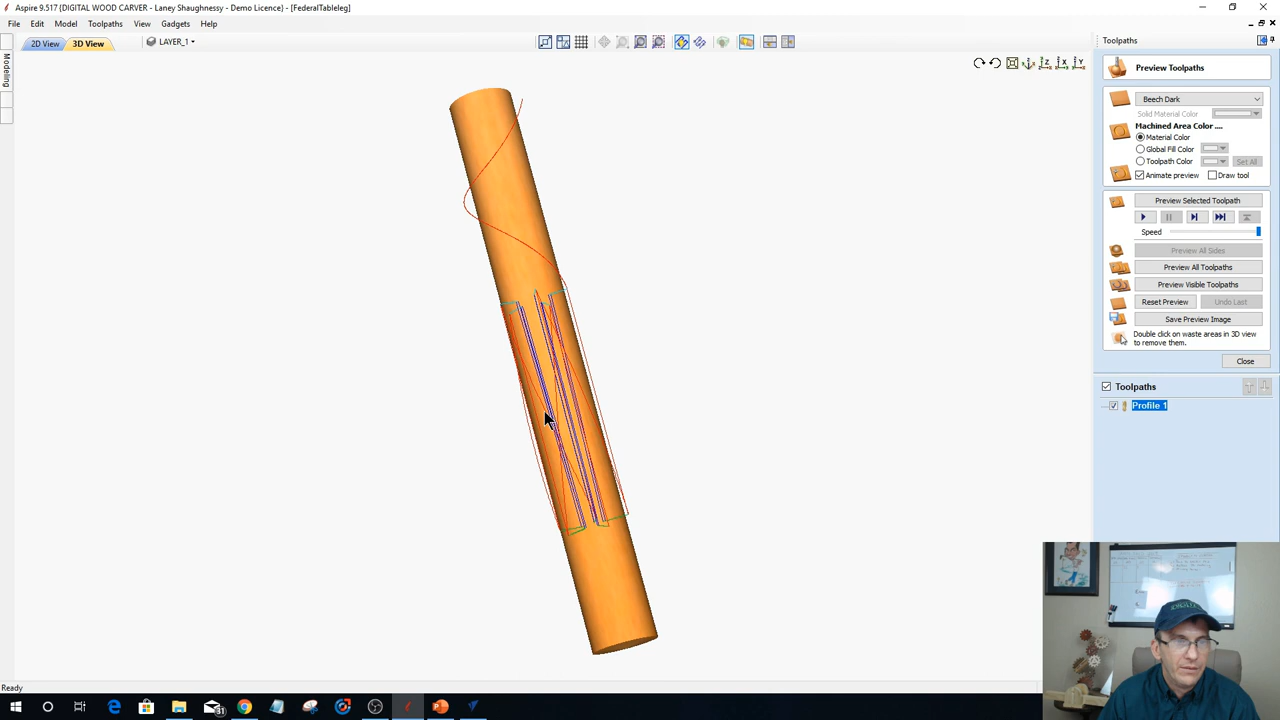 Aspire 9.517 (DIGITAL WOOD CARVER - Laney Shaughnessy - Demo Licence) - [FederalTableleg]
File Edit Model Toolpaths View Gadgets Help
2D View 3D View LAYER_1
Modeling
Z X Y
Toolpaths
Preview Toolpaths
Beech Dark
Solid Material Color
Machined Area Color ....
Material Color
Global Fill Color
Toolpath Color Set All
Animate preview Draw tool
Preview Selected Toolpath
Speed
Preview All Sides
Preview All Toolpaths
Preview Visible Toolpaths
Reset Preview Undo Last
Save Preview Image
Double click on waste areas in 3D view
to remove them.
Close
Toolpaths
Profile 1
Ready
31